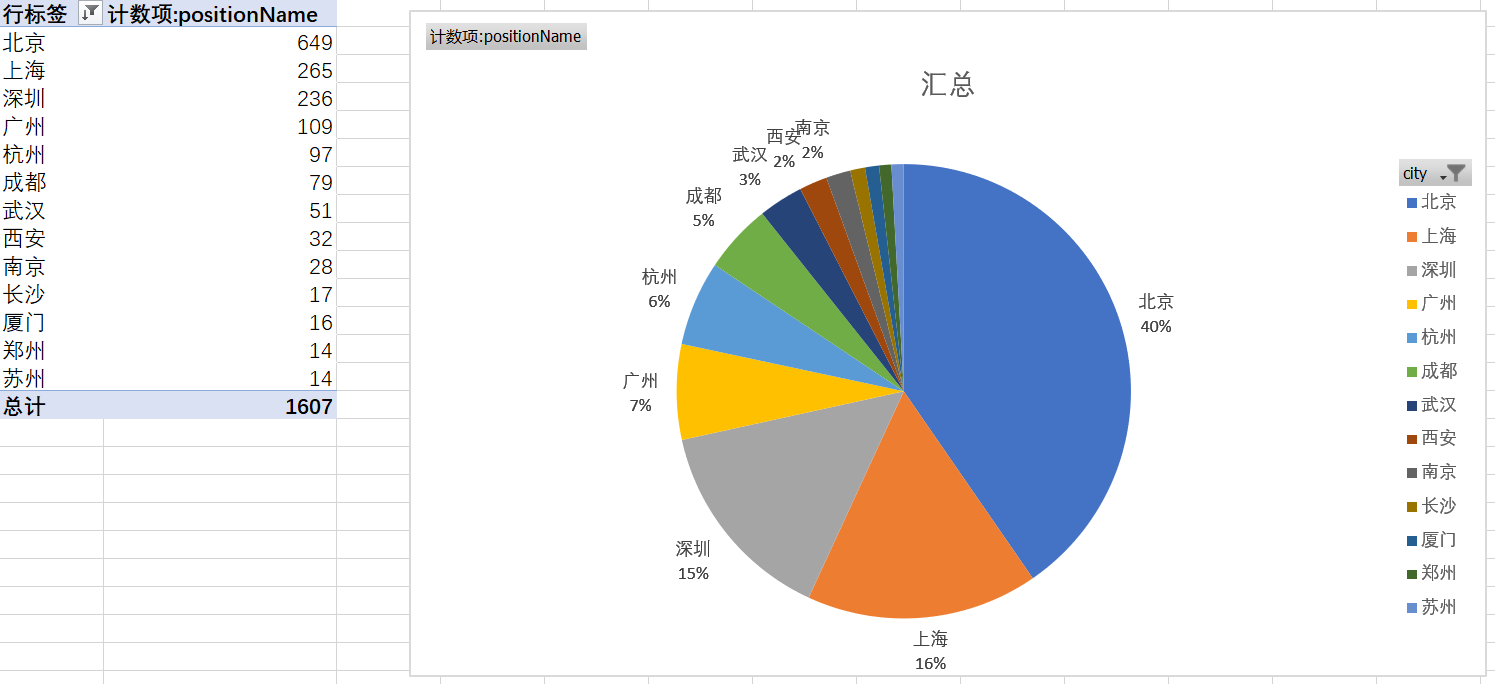 行标签 计数项:positionName
北京 649
上海 265
深圳 236
广州 109
杭州 97
成都 79
武汉 51
西安 32
南京 28
长沙 17
厦门 16
郑州 14
苏州 14
总计 1607
计数项:positionName
汇总
南京
2%
西安
2%
武汉
3%
成都
5%
杭州
6%
广州
7%
深圳
15%
上海
16%
北京
40%
city
北京
上海
深圳
广州
杭州
成都
武汉
西安
南京
长沙
厦门
郑州
苏州